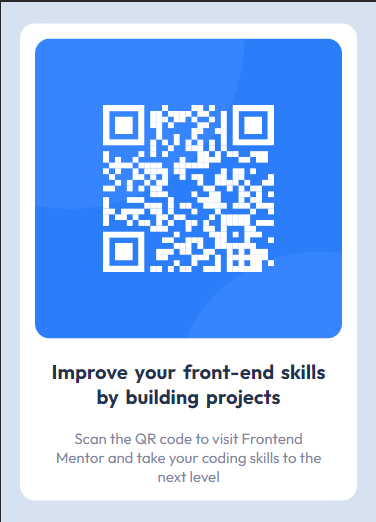 Improve your front-end skills
by building projects
Scan the QR code to visit Frontend
Mentor and take your coding skills to the
next level